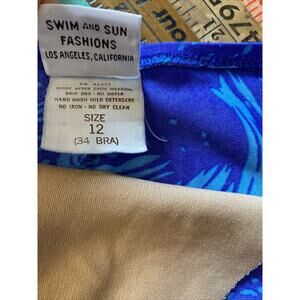 SWIM AND SUN
FASHIONS
LOS ANGELES, CALIFORNIA
RINSE AFTER EACH WEARING
DRIP DRY - NO DRYER
HAND WASH MILD DETERGENT
NO IRON - NO DRY CLEAN
SIZE
12
(34 BRA)